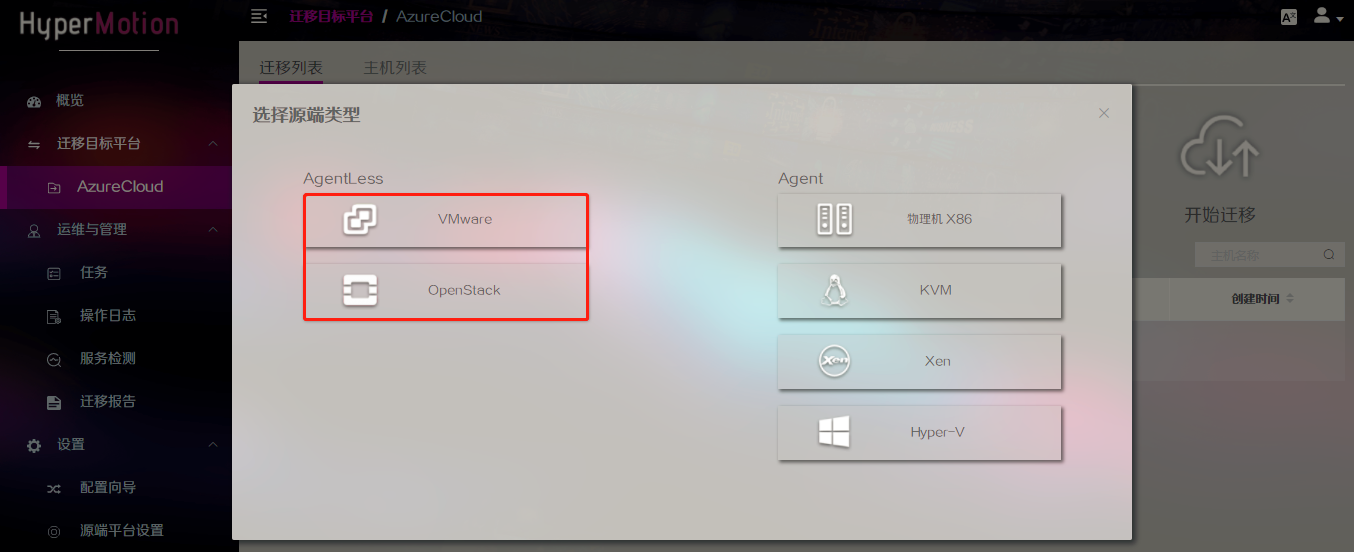 HyperMotion
迁移目标平台 / AzureCloud
概览
迁移目标平台
AzureCloud
运维与管理
任务
操作日志
服务检测
迁移报告
设置
配置向导
源端平台设置
迁移列表
主机列表
选择源端类型
AgentLess
VMware
OpenStack
Agent
物理机 X86
KVM
Xen
Xen
Hyper-V
开始迁移
主机名称
创建时间